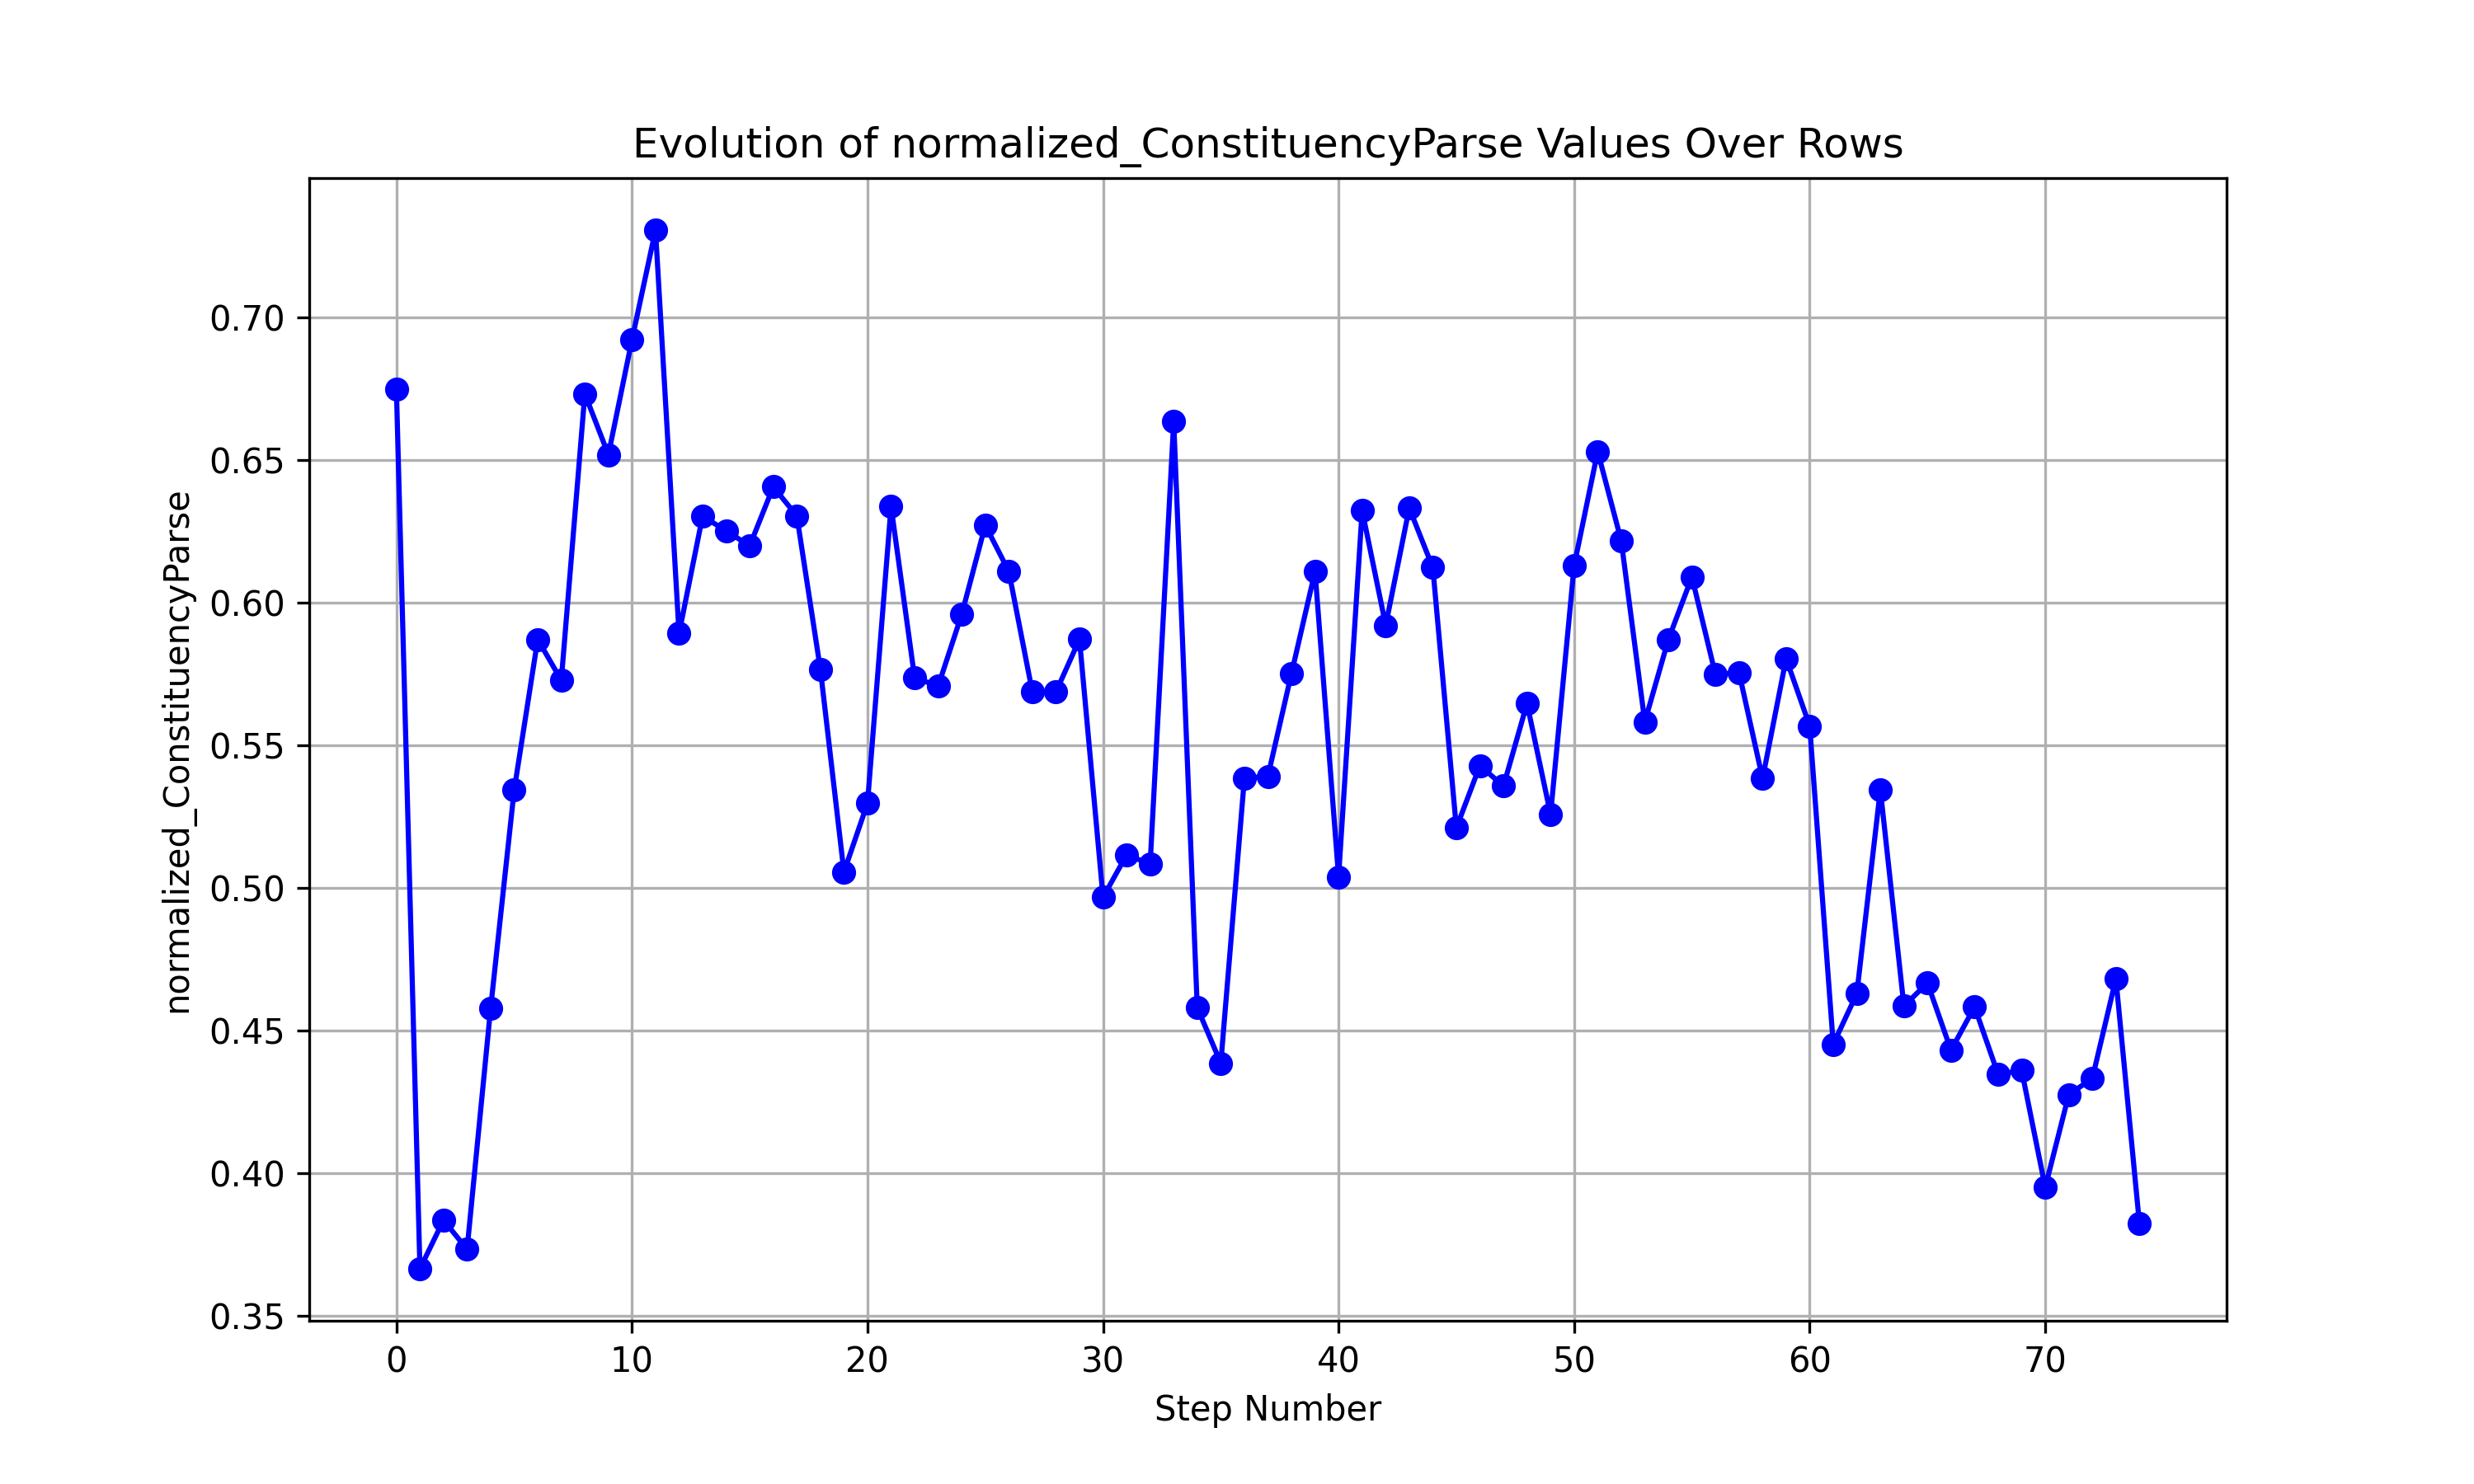 Evolution of normalized_ConstituencyParse Values Over Rows
normalized_ConstituencyParse
0.70
0.65
0.60
0.55
0.50
0.45
0.40
0.35
0 10 20 30 40 50 60 70
Step Number